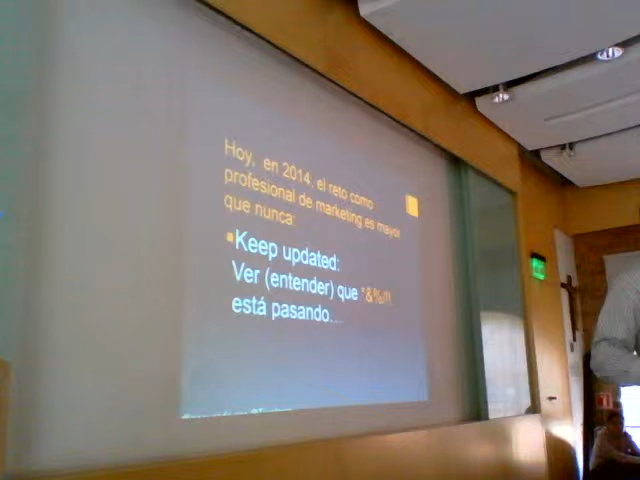 Hoy, en 2014, el reto como
profesional de marketing es mayor
que nunca:
▪Keep updated:
Ver (entender) que *&%!!
está pasando...